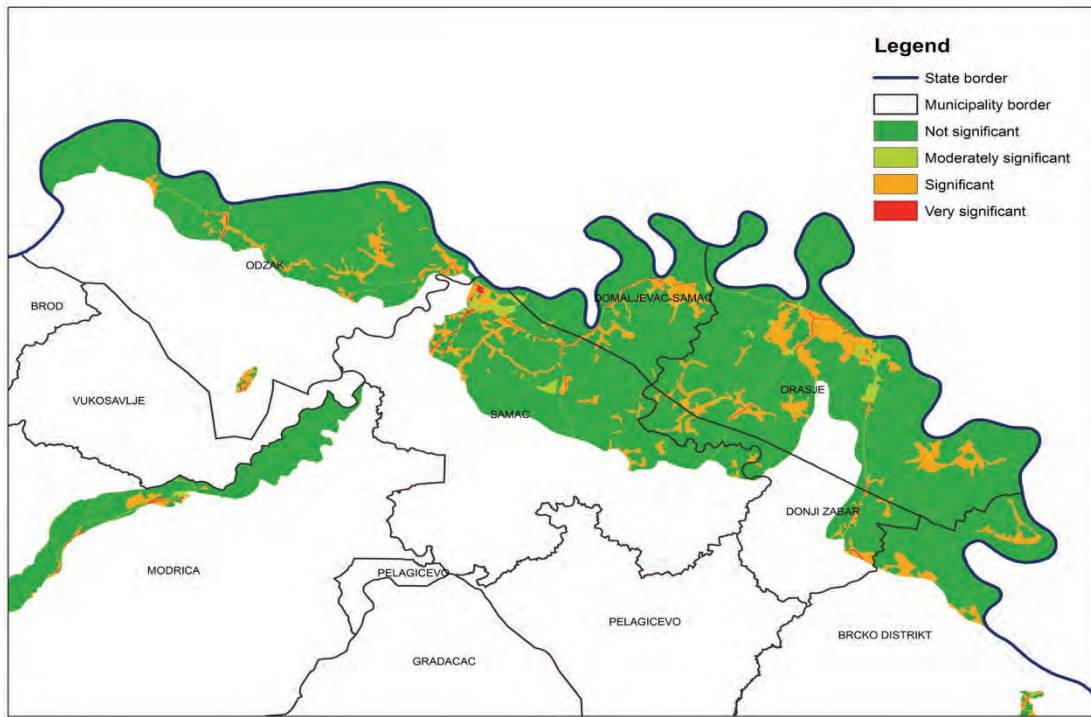 Legend
State border
Municipality border
Not significant
Moderately significant
Significant
Very significant
ODZAK
BROD
DOMALJEVAC-SAMAC
VUKOSAVLJE
ORASJE
SAMAC
DONJI ZABAR
MODRICA
PELAGICEVO
PELAGICEVO
BRCKO DISTRIKT
GRADACAC